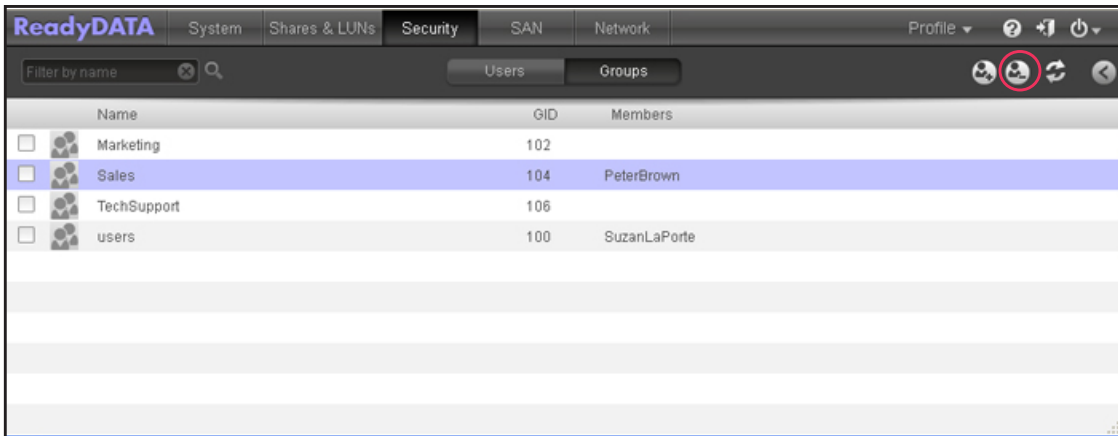 ReadyDATA System Shares & LUNs Security SAN Network Profile
Filter by name Users Groups
Name GID Members
Marketing 102
Sales 104 PeterBrown
TechSupport 106
users 100 SuzanLaPorte